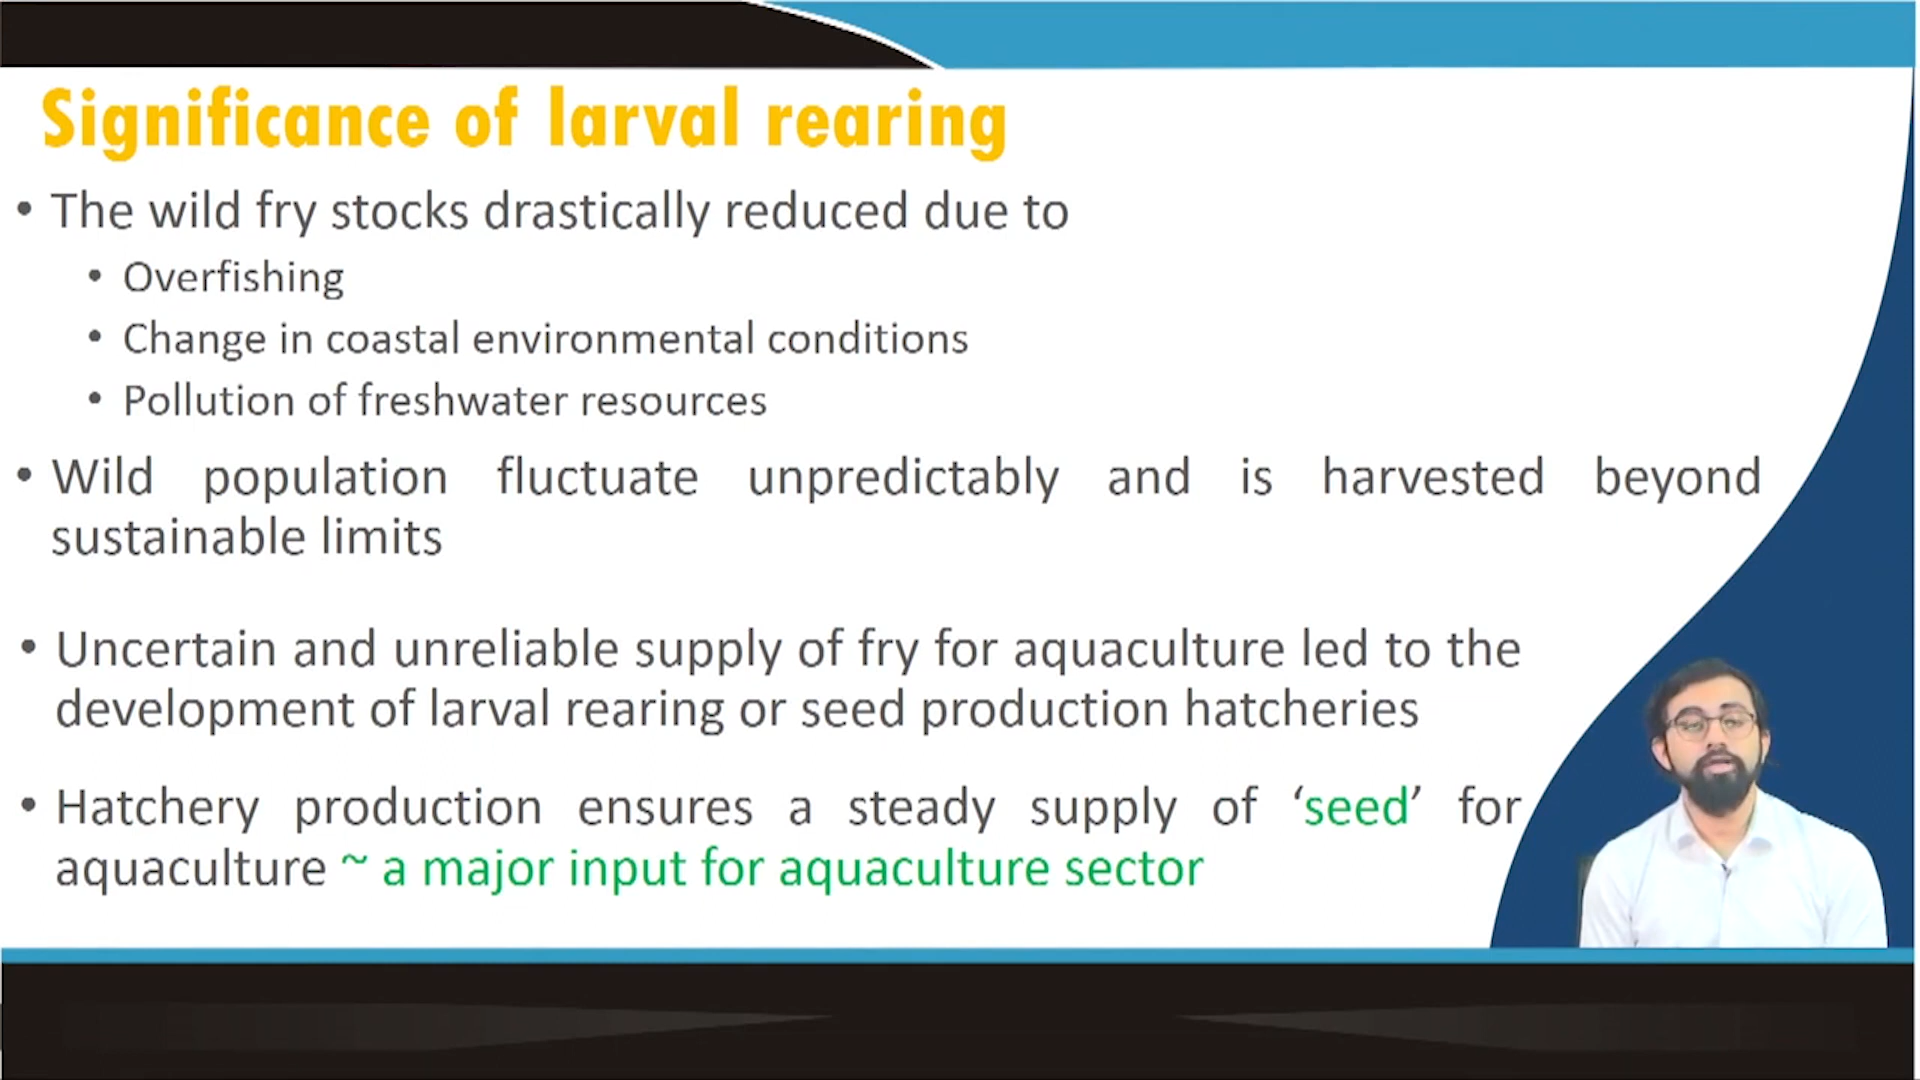 Significance of larval rearing
• The wild fry stocks drastically reduced due to
• Overfishing
• Change in coastal environmental conditions
• Pollution of freshwater resources
• Wild population fluctuate unpredictably and is harvested beyond
sustainable limits
• Uncertain and unreliable supply of fry for aquaculture led to the
development of larval rearing or seed production hatcheries
• Hatchery production ensures a steady supply of ‘seed’ for
aquaculture ~ a major input for aquaculture sector